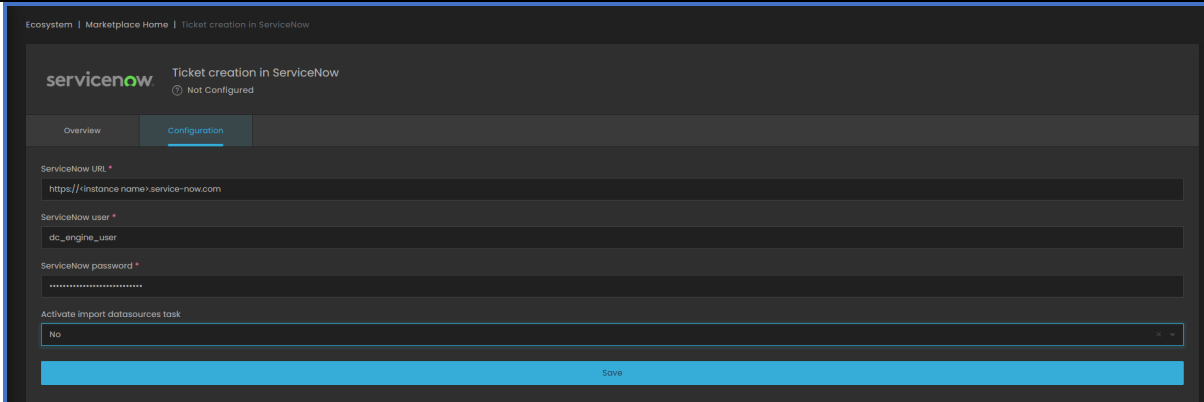 Ecosystem | Marketplace Home | Ticket creation in ServiceNow
servicenow.
Ticket creation in ServiceNow
? Not Configured
Overview Configuration
ServiceNow URL *
https://<instance name>.service-now.com
ServiceNow user *
dc_engine_user
ServiceNow password *
•••••••••••••••••••••••••••
Activate import datasources task
No
Save